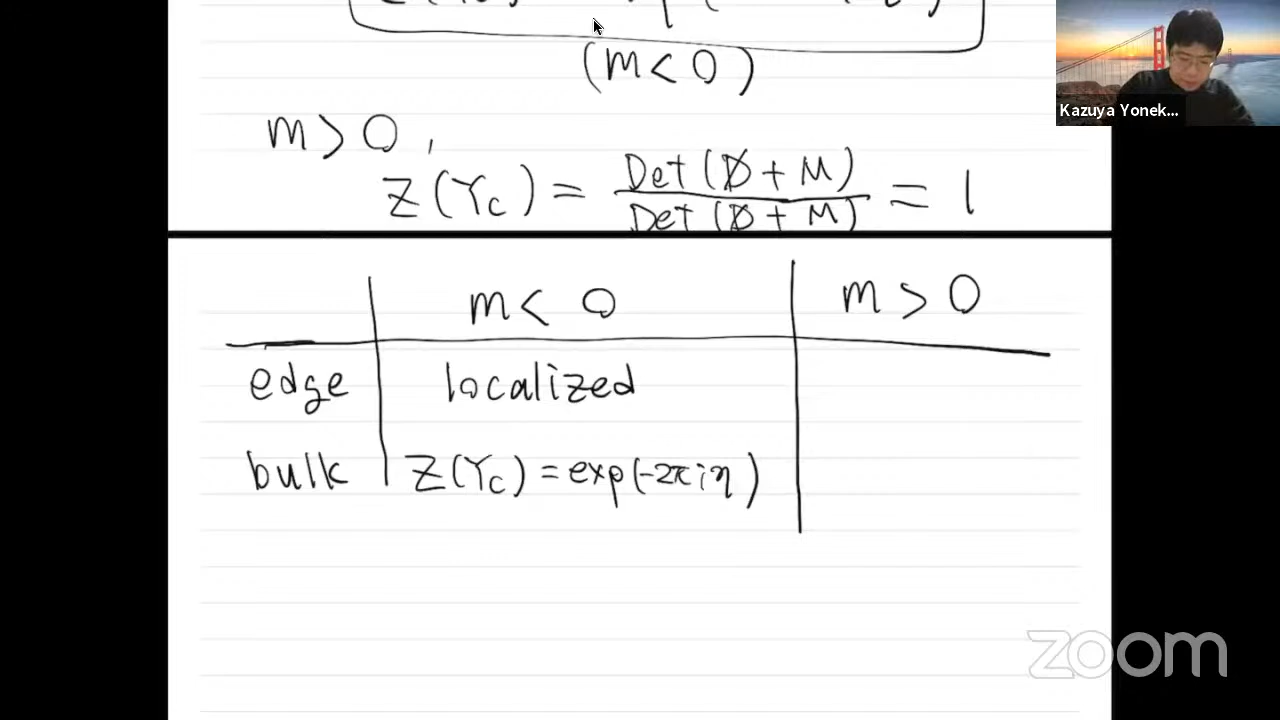 (m < 0)
Kazuya Yonek...
m > 0,
Z(Y_C) = Det(D̸ + M) / Det(D̸ + M) = 1
m < 0 m > 0
edge localized
bulk Z(Y_C) = exp(-2πiη)
zoom